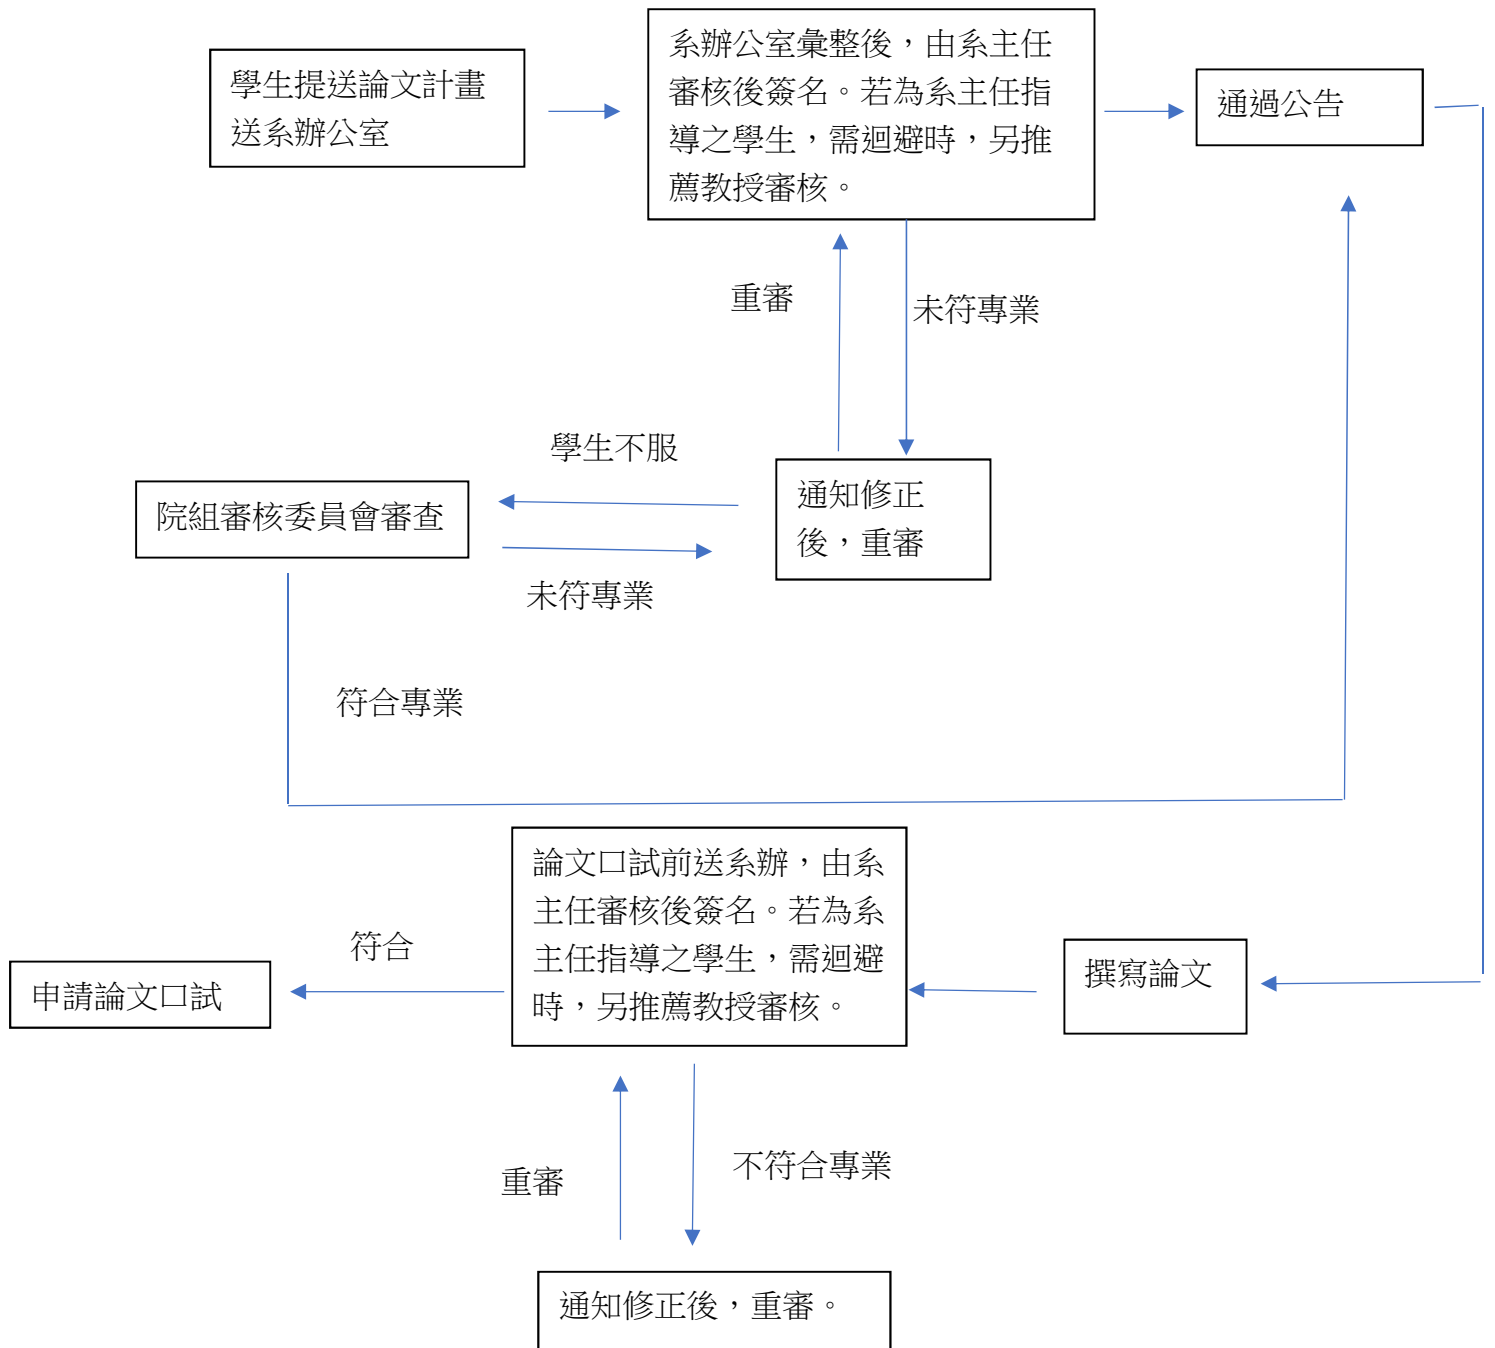 學生提送論文計畫
送系辦公室
系辦公室彙整後，由系主任
審核後簽名。若為系主任指
導之學生，需迴避時，另推
薦教授審核。
通過公告
重審
未符專業
學生不服
院組審核委員會審查
通知修正
後，重審
未符專業
符合專業
論文口試前送系辦，由系
主任審核後簽名。若為系
主任指導之學生，需迴避
時，另推薦教授審核。
符合
申請論文口試
撰寫論文
重審
不符合專業
通知修正後，重審。